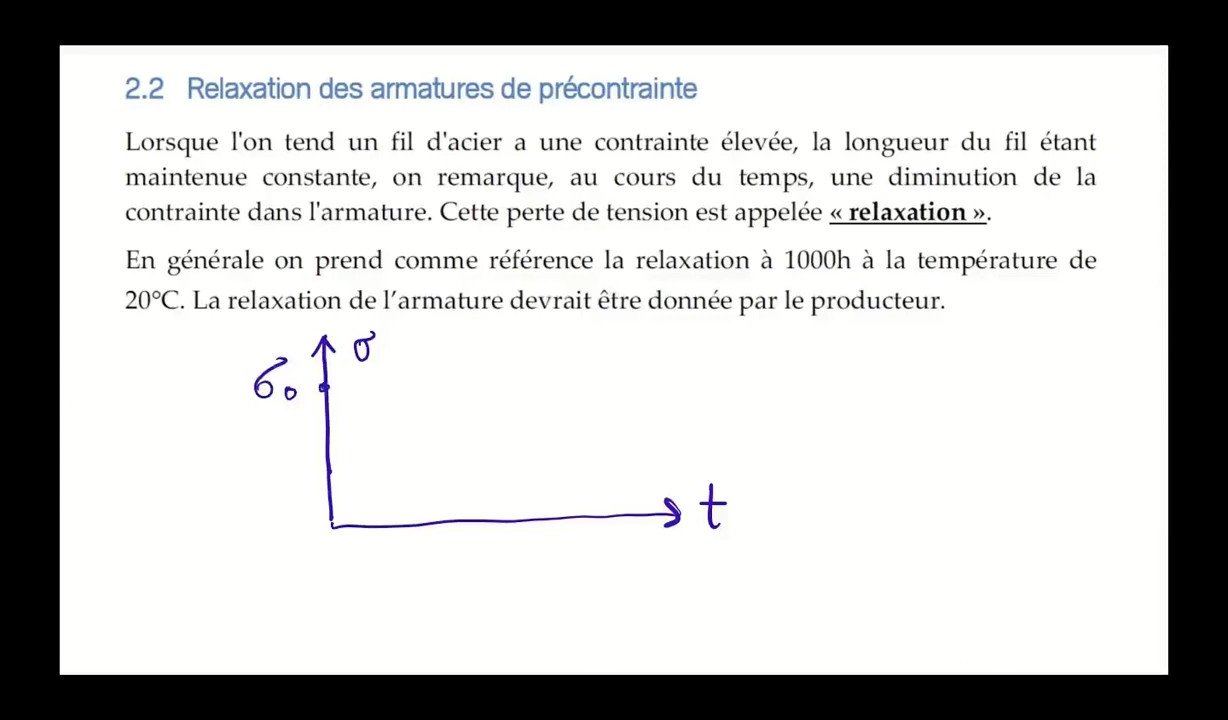 2.2 Relaxation des armatures de précontrainte
Lorsque l'on tend un fil d'acier a une contrainte élevée, la longueur du fil étant
maintenue constante, on remarque, au cours du temps, une diminution de la
contrainte dans l'armature. Cette perte de tension est appelée « relaxation ».
En générale on prend comme référence la relaxation à 1000h à la température de
20°C. La relaxation de l’armature devrait être donnée par le producteur.
σ
σ₀
t